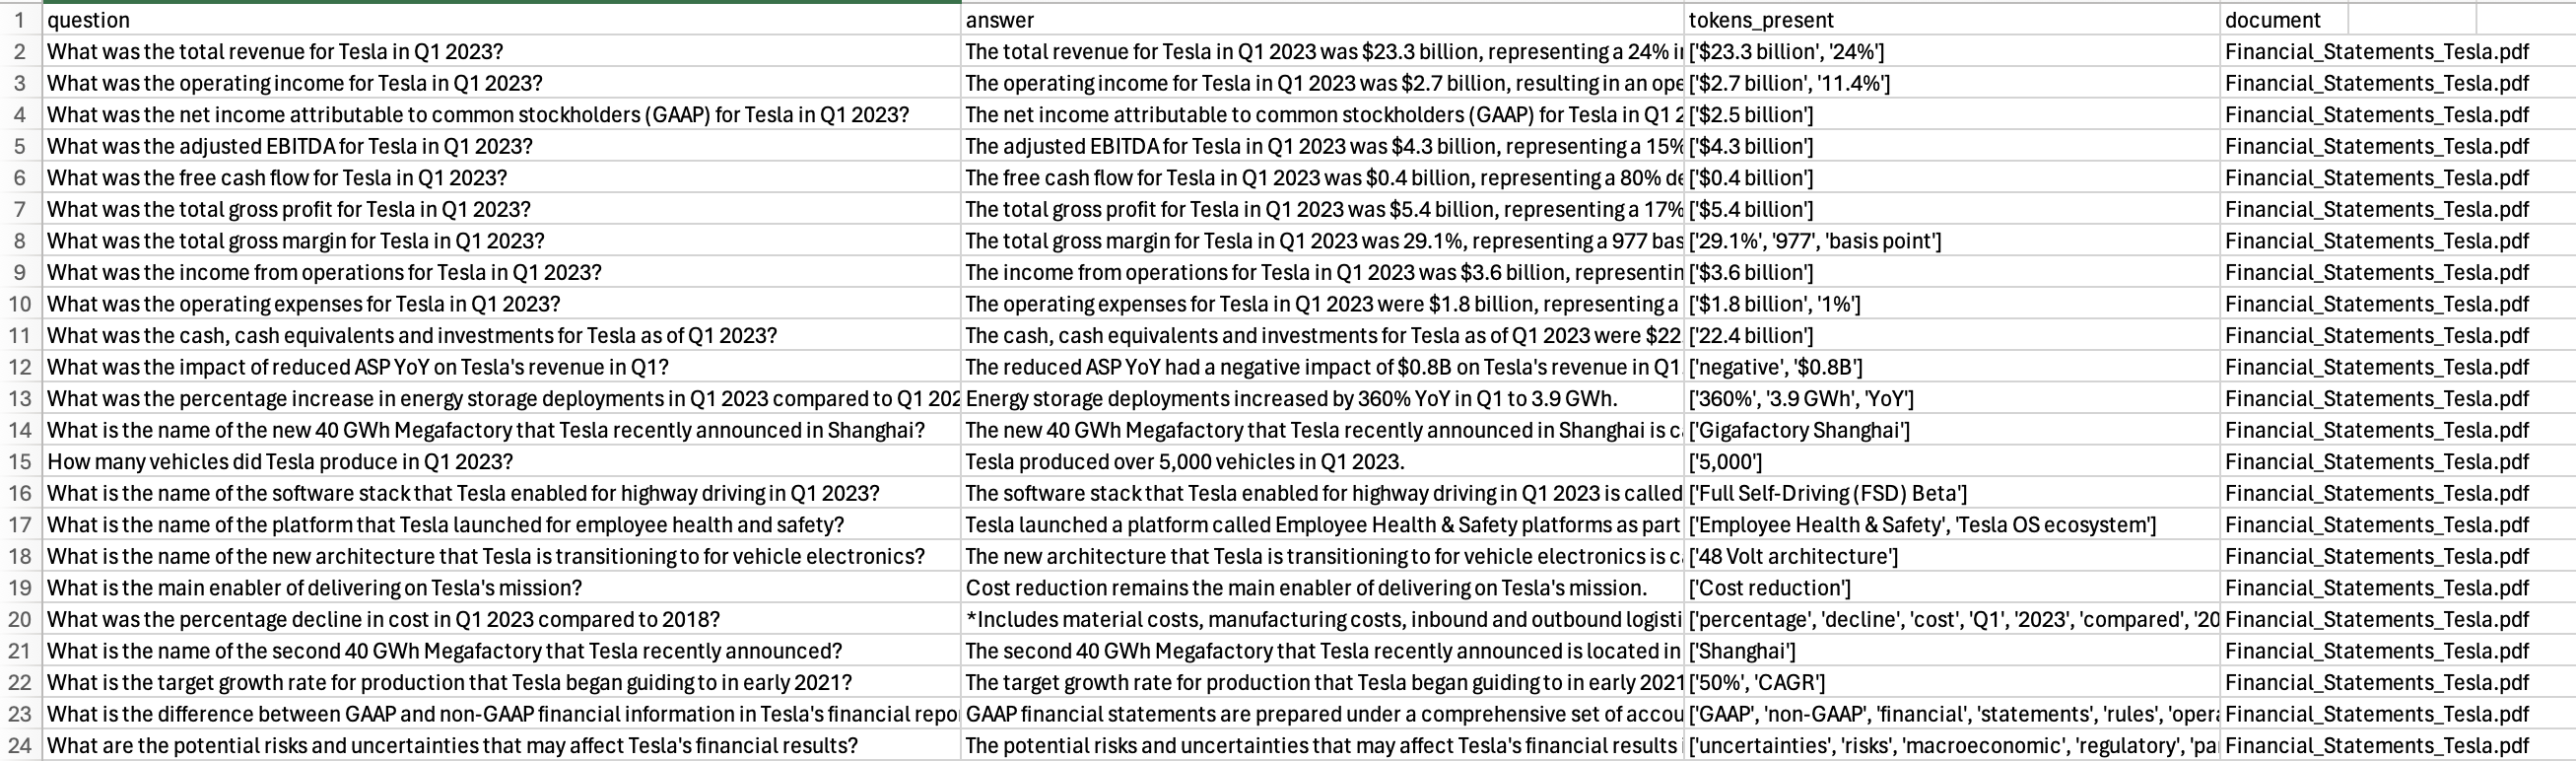 1 question answer tokens_present document
2 What was the total revenue for Tesla in Q1 2023? The total revenue for Tesla in Q1 2023 was $23.3 billion, representing a 24% i ['$23.3 billion', '24%'] Financial_Statements_Tesla.pdf
3 What was the operating income for Tesla in Q1 2023? The operating income for Tesla in Q1 2023 was $2.7 billion, resulting in an ope ['$2.7 billion', '11.4%'] Financial_Statements_Tesla.pdf
4 What was the net income attributable to common stockholders (GAAP) for Tesla in Q1 2023? The net income attributable to common stockholders (GAAP) for Tesla in Q1 2 ['$2.5 billion'] Financial_Statements_Tesla.pdf
5 What was the adjusted EBITDA for Tesla in Q1 2023? The adjusted EBITDA for Tesla in Q1 2023 was $4.3 billion, representing a 15% ['$4.3 billion'] Financial_Statements_Tesla.pdf
6 What was the free cash flow for Tesla in Q1 2023? The free cash flow for Tesla in Q1 2023 was $0.4 billion, representing a 80% de ['$0.4 billion'] Financial_Statements_Tesla.pdf
7 What was the total gross profit for Tesla in Q1 2023? The total gross profit for Tesla in Q1 2023 was $5.4 billion, representing a 17% ['$5.4 billion'] Financial_Statements_Tesla.pdf
8 What was the total gross margin for Tesla in Q1 2023? The total gross margin for Tesla in Q1 2023 was 29.1%, representing a 977 bas ['29.1%', '977', 'basis point'] Financial_Statements_Tesla.pdf
9 What was the income from operations for Tesla in Q1 2023? The income from operations for Tesla in Q1 2023 was $3.6 billion, representin ['$3.6 billion'] Financial_Statements_Tesla.pdf
10 What was the operating expenses for Tesla in Q1 2023? The operating expenses for Tesla in Q1 2023 were $1.8 billion, representing a ['$1.8 billion', '1%'] Financial_Statements_Tesla.pdf
11 What was the cash, cash equivalents and investments for Tesla as of Q1 2023? The cash, cash equivalents and investments for Tesla as of Q1 2023 were $22 ['22.4 billion'] Financial_Statements_Tesla.pdf
12 What was the impact of reduced ASP YoY on Tesla's revenue in Q1? The reduced ASP YoY had a negative impact of $0.8B on Tesla's revenue in Q1 ['negative', '$0.8B'] Financial_Statements_Tesla.pdf
13 What was the percentage increase in energy storage deployments in Q1 2023 compared to Q1 202 Energy storage deployments increased by 360% YoY in Q1 to 3.9 GWh. ['360%', '3.9 GWh', 'YoY'] Financial_Statements_Tesla.pdf
14 What is the name of the new 40 GWh Megafactory that Tesla recently announced in Shanghai? The new 40 GWh Megafactory that Tesla recently announced in Shanghai is c ['Gigafactory Shanghai'] Financial_Statements_Tesla.pdf
15 How many vehicles did Tesla produce in Q1 2023? Tesla produced over 5,000 vehicles in Q1 2023. ['5,000'] Financial_Statements_Tesla.pdf
16 What is the name of the software stack that Tesla enabled for highway driving in Q1 2023? The software stack that Tesla enabled for highway driving in Q1 2023 is called ['Full Self-Driving (FSD) Beta'] Financial_Statements_Tesla.pdf
17 What is the name of the platform that Tesla launched for employee health and safety? Tesla launched a platform called Employee Health & Safety platforms as part ['Employee Health & Safety', 'Tesla OS ecosystem'] Financial_Statements_Tesla.pdf
18 What is the name of the new architecture that Tesla is transitioning to for vehicle electronics? The new architecture that Tesla is transitioning to for vehicle electronics is c ['48 Volt architecture'] Financial_Statements_Tesla.pdf
19 What is the main enabler of delivering on Tesla's mission? Cost reduction remains the main enabler of delivering on Tesla's mission. ['Cost reduction'] Financial_Statements_Tesla.pdf
20 What was the percentage decline in cost in Q1 2023 compared to 2018? *Includes material costs, manufacturing costs, inbound and outbound logisti ['percentage', 'decline', 'cost', 'Q1', '2023', 'compared', '20 Financial_Statements_Tesla.pdf
21 What is the name of the second 40 GWh Megafactory that Tesla recently announced? The second 40 GWh Megafactory that Tesla recently announced is located in ['Shanghai'] Financial_Statements_Tesla.pdf
22 What is the target growth rate for production that Tesla began guiding to in early 2021? The target growth rate for production that Tesla began guiding to in early 2021 ['50%', 'CAGR'] Financial_Statements_Tesla.pdf
23 What is the difference between GAAP and non-GAAP financial information in Tesla's financial repo GAAP financial statements are prepared under a comprehensive set of accou ['GAAP', 'non-GAAP', 'financial', 'statements', 'rules', 'opera Financial_Statements_Tesla.pdf
24 What are the potential risks and uncertainties that may affect Tesla's financial results? The potential risks and uncertainties that may affect Tesla's financial results ['uncertainties', 'risks', 'macroeconomic', 'regulatory', 'pa Financial_Statements_Tesla.pdf